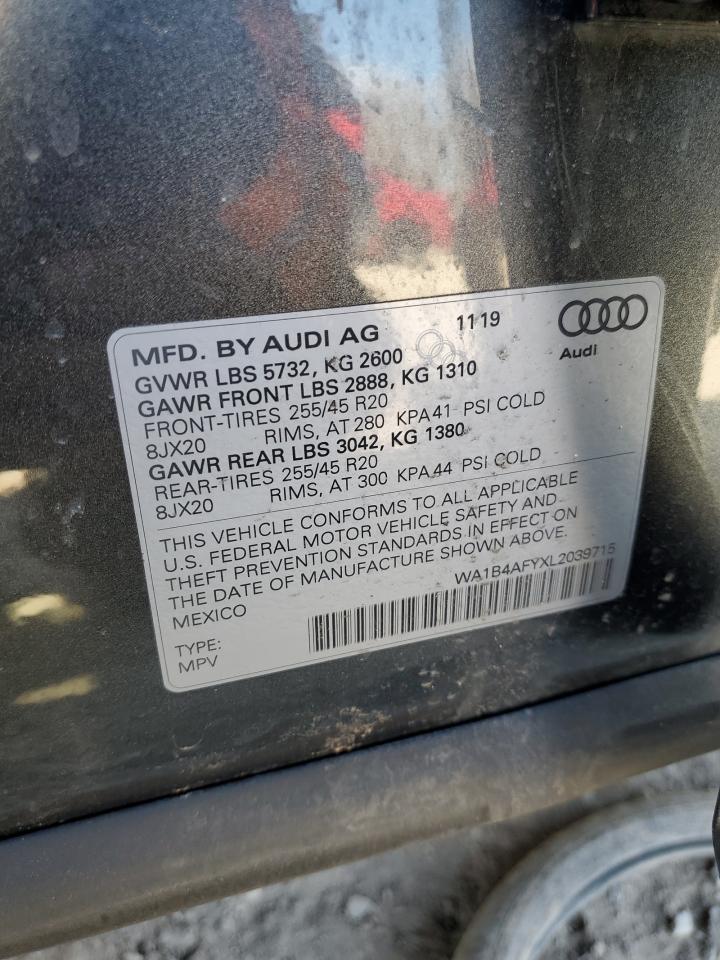 MFD. BY AUDI AG 11 19
Audi
GVWR LBS 5732, KG 2600
GAWR FRONT LBS 2888, KG 1310
FRONT-TIRES 255/45 R20
8JX20 RIMS, AT 280 KPA 41 PSI COLD
GAWR REAR LBS 3042, KG 1380
REAR-TIRES 255/45 R20
8JX20 RIMS, AT 300 KPA 44 PSI COLD
THIS VEHICLE CONFORMS TO ALL APPLICABLE
U.S. FEDERAL MOTOR VEHICLE SAFETY AND
THEFT PREVENTION STANDARDS IN EFFECT ON
THE DATE OF MANUFACTURE SHOWN ABOVE.
MEXICO WA1B4AFYXL2039715
TYPE:
MPV